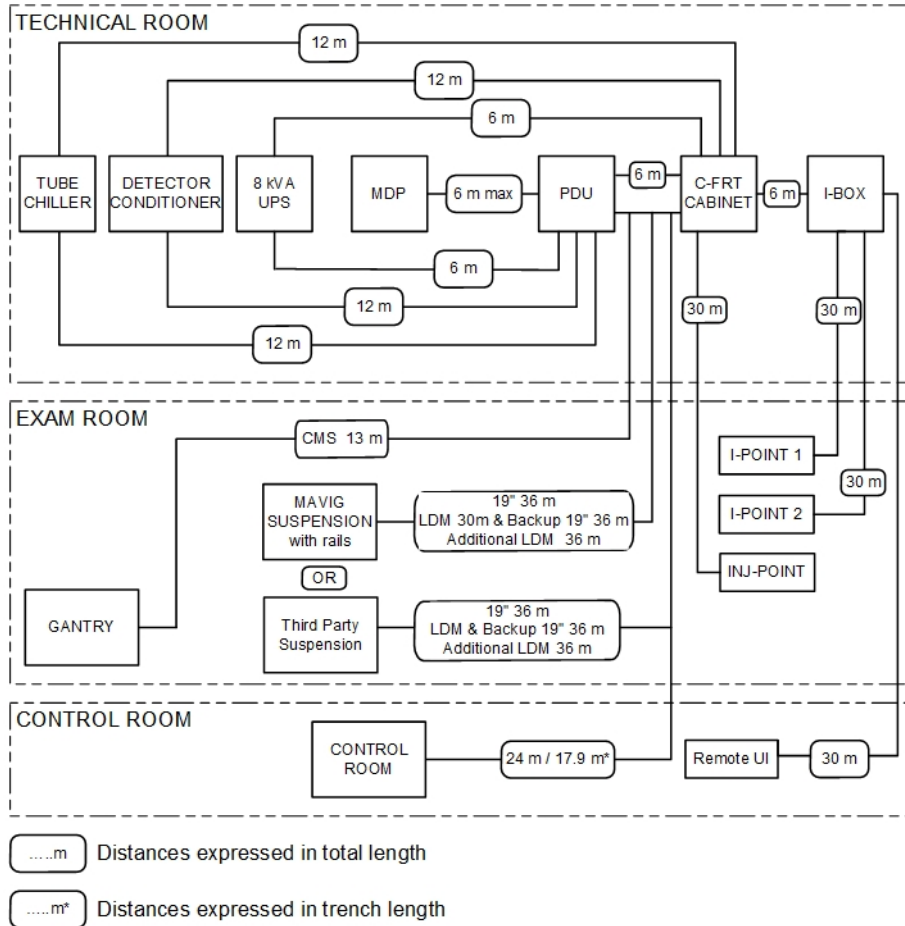 TECHNICAL ROOM
12 m
12 m
6 m
TUBE
CHILLER
DETECTOR
CONDITIONER
8 kVA
UPS
MDP
6 m max
PDU
6 m
C-FRT
CABINET
6 m
I-BOX
6 m
12 m
12 m
30 m
30 m
EXAM ROOM
CMS 13 m
I-POINT 1
30 m
MAVIG
SUSPENSION
with rails
19" 36 m
LDM 30m & Backup 19" 36 m
Additional LDM 36 m
I-POINT 2
OR
INJ-POINT
GANTRY
Third Party
Suspension
19" 36 m
LDM & Backup 19" 36 m
Additional LDM 36 m
CONTROL ROOM
CONTROL
ROOM
24 m / 17.9 m*
Remote UI
30 m
.....m Distances expressed in total length
.....m* Distances expressed in trench length